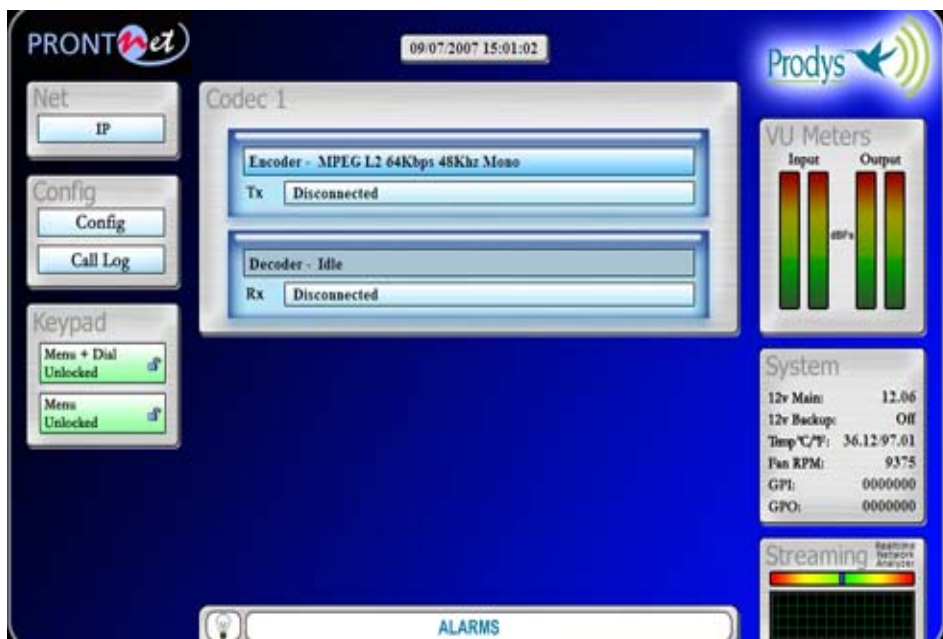 PRONTnet
09/07/2007 15:01:02
Prodys
Net
IP
Config
Config
Call Log
Keypad
Menu + Dial
Unlocked
Menu
Unlocked
Codec 1
Encoder - MPEG L2 64Kbps 48Khz Mono
Tx Disconnected
Decoder - Idle
Rx Disconnected
VU Meters
Input Output
dBFs
System
12v Main: 12.06
12v Backup: Off
Temp ºC/ºF: 36.12/97.01
Fan RPM: 9375
GPI: 0000000
GPO: 0000000
Streaming
Realtime
Network
Analyzer
ALARMS